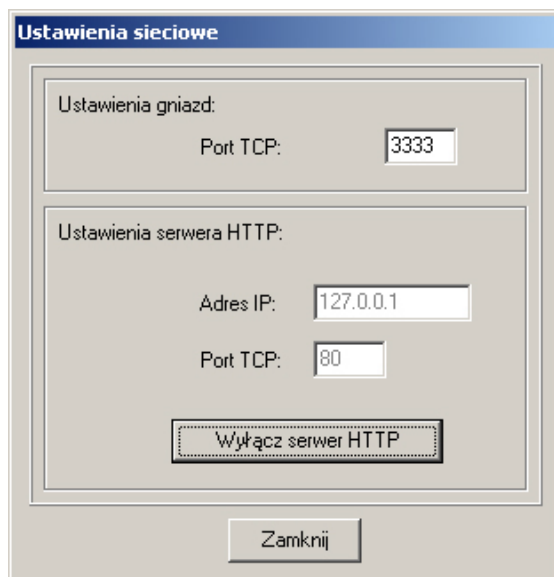 Ustawienia sieciowe
Ustawienia gniazd:
Port TCP: 3333
Ustawienia serwera HTTP:
Adres IP: 127.0.0.1
Port TCP: 80
Wyłącz serwer HTTP
Zamknij